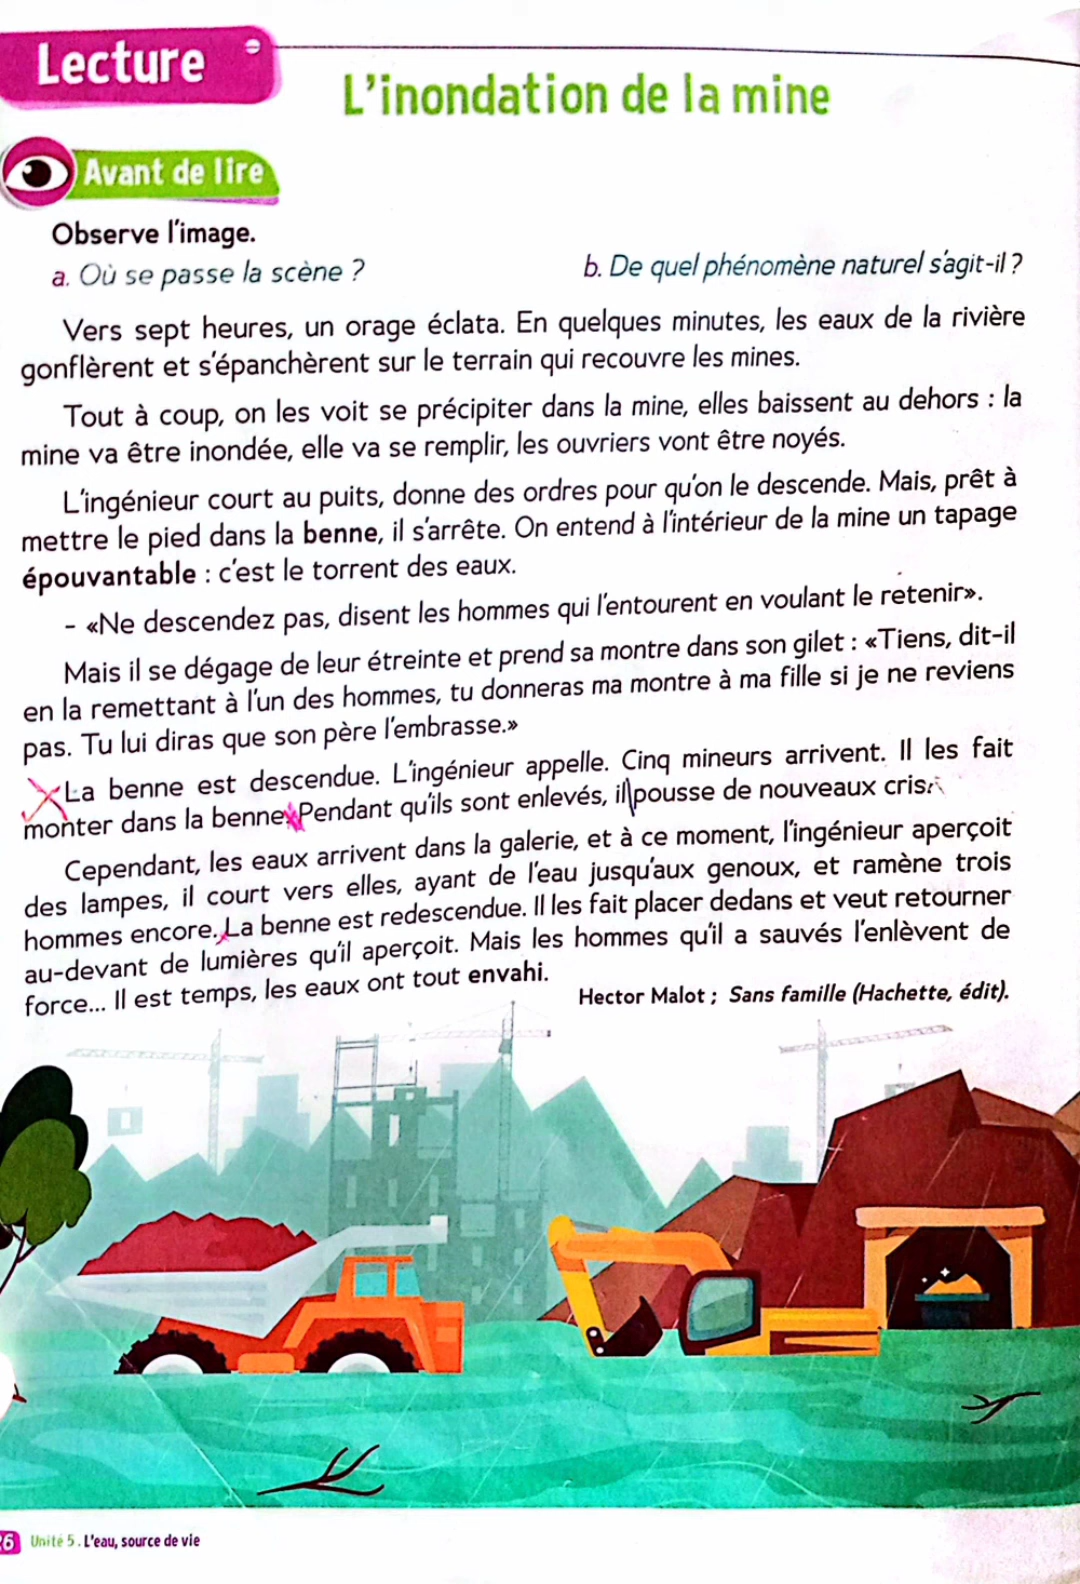 Lecture
L'inondation de la mine
Avant de lire
Observe l'image.
a. Où se passe la scène ?
b. De quel phénomène naturel s'agit-il ?
Vers sept heures, un orage éclata. En quelques minutes, les eaux de la rivière
gonflèrent et s'épanchèrent sur le terrain qui recouvre les mines.
Tout à coup, on les voit se précipiter dans la mine, elles baissent au dehors : la
mine va être inondée, elle va se remplir, les ouvriers vont être noyés.
L'ingénieur court au puits, donne des ordres pour qu'on le descende. Mais, prêt à
mettre le pied dans la benne, il s'arrête. On entend à l'intérieur de la mine un tapage
épouvantable : c'est le torrent des eaux.
- «Ne descendez pas, disent les hommes qui l'entourent en voulant le retenir».
Mais il se dégage de leur étreinte et prend sa montre dans son gilet : «Tiens, dit-il
en la remettant à l'un des hommes, tu donneras ma montre à ma fille si je ne reviens
pas. Tu lui diras que son père l'embrasse.»
La benne est descendue. L'ingénieur appelle. Cinq mineurs arrivent. Il les fait
monter dans la benne. Pendant qu'ils sont enlevés, il pousse de nouveaux cris.
Cependant, les eaux arrivent dans la galerie, et à ce moment, l'ingénieur aperçoit
des lampes, il court vers elles, ayant de l'eau jusqu'aux genoux, et ramène trois
hommes encore. La benne est redescendue. Il les fait placer dedans et veut retourner
au-devant de lumières qu'il aperçoit. Mais les hommes qu'il a sauvés l'enlèvent de
force... Il est temps, les eaux ont tout envahi.
Hector Malot ; Sans famille (Hachette, édit).
26 Unité 5 . L'eau, source de vie